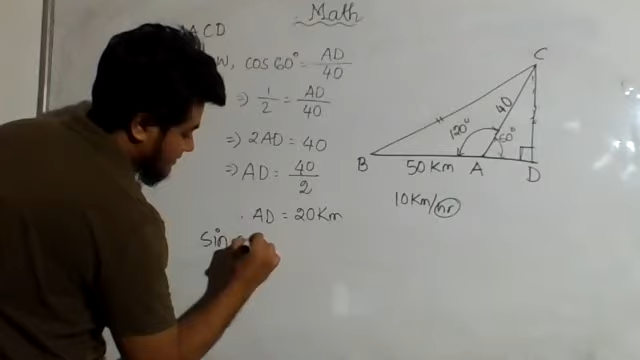 Math
ACD
cos 60° = AD/40
⇒ 1/2 = AD/40
⇒ 2AD = 40
⇒ AD = 40/2
. AD = 20Km
Sin
C
40
120°
60°
B
50 Km
A
D
10Km/hr